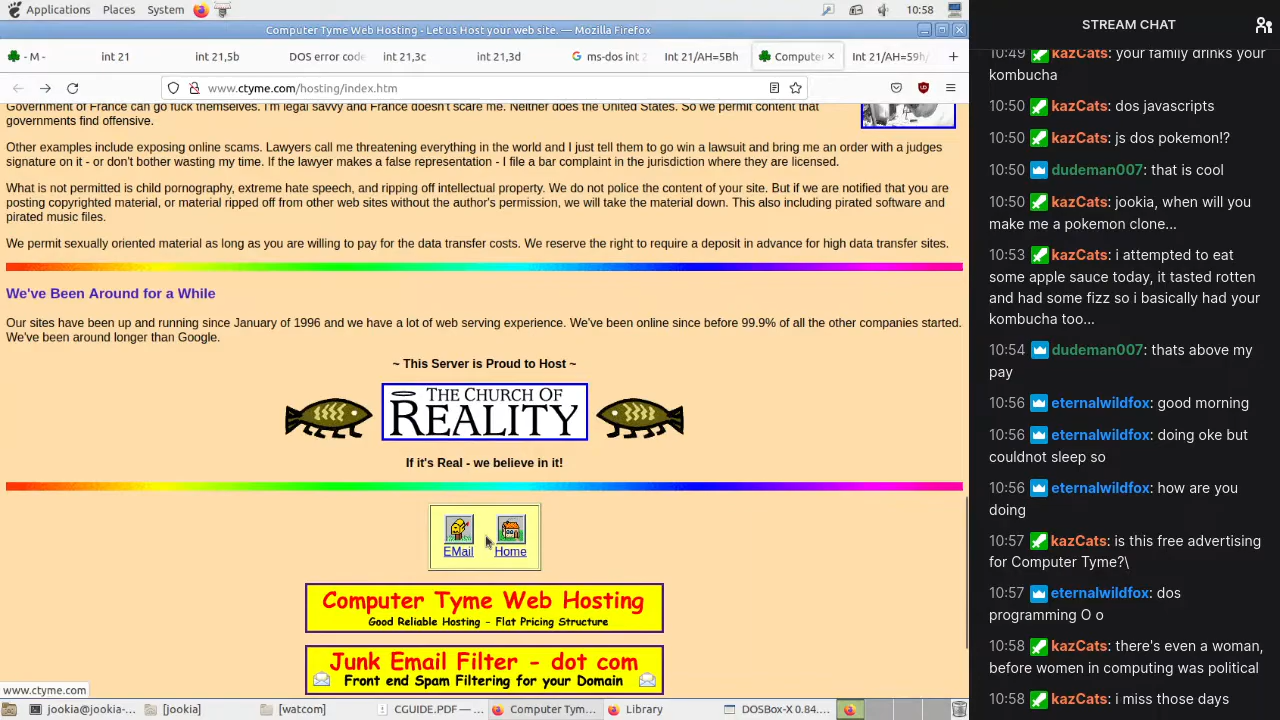 Applications Places System 10:58
Computer Tyme Web Hosting - Let us Host your web site. — Mozilla Firefox
- M - int 21 int 21,5b DOS error code int 21,3c int 21,3d ms-dos int 2 Int 21/AH=5Bh Computer Int 21/AH=59h/
www.ctyme.com/hosting/index.htm
Government of France can go fuck themselves. I'm legal savvy and France doesn't scare me. Neither does the United States. So we permit content that
governments find offensive.
Other examples include exposing online scams. Lawyers call me threatening everything in the world and I just tell them to go win a lawsuit and bring me an order with a judges
signature on it - or don't bother wasting my time. If the lawyer makes a false representation - I file a bar complaint in the jurisdiction where they are licensed.
What is not permitted is child pornography, extreme hate speech, and ripping off intellectual property. We do not police the content of your site. But if we are notified that you are
posting copyrighted material, or material ripped off from other web sites without the author's permission, we will take the material down. This also including pirated software and
pirated music files.
We permit sexually oriented material as long as you are willing to pay for the data transfer costs. We reserve the right to require a deposit in advance for high data transfer sites.
We've Been Around for a While
Our sites have been up and running since January of 1996 and we have a lot of web serving experience. We've been online since before 99.9% of all the other companies started.
We've been around longer than Google.
~ This Server is Proud to Host ~
THE CHURCH OF
REALITY
If it's Real - we believe in it!
EMail Home
Computer Tyme Web Hosting
Good Reliable Hosting - Flat Pricing Structure
Junk Email Filter - dot com
Front end Spam Filtering for your Domain
www.ctyme.com
jookia@jookia-... [jookia] [watcom] CGUIDE.PDF —... Computer Tym... Library DOSBox-X 0.84....
STREAM CHAT
10:49 kazCats: your family drinks your
kombucha
10:50 kazCats: dos javascripts
10:50 kazCats: js dos pokemon!?
10:50 dudeman007: that is cool
10:50 kazCats: jookia, when will you
make me a pokemon clone...
10:53 kazCats: i attempted to eat
some apple sauce today, it tasted rotten
and had some fizz so i basically had your
kombucha too...
10:54 dudeman007: thats above my
pay
10:56 eternalwildfox: good morning
10:56 eternalwildfox: doing oke but
couldnot sleep so
10:56 eternalwildfox: how are you
doing
10:57 kazCats: is this free advertising
for Computer Tyme?\
10:57 eternalwildfox: dos
programming O o
10:58 kazCats: there's even a woman,
before women in computing was political
10:58 kazCats: i miss those days